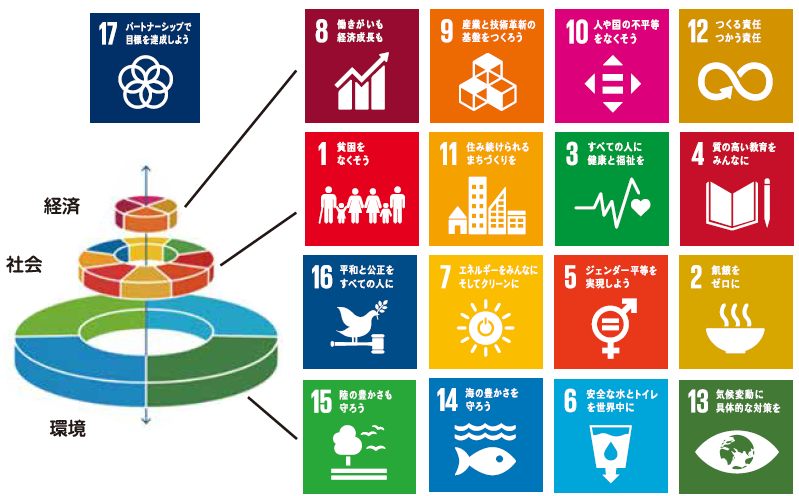 17 パートナーシップで
目標を達成しよう
8 働きがいも
経済成長も
9 産業と技術革新の
基盤をつくろう
10 人や国の不平等
をなくそう
12 つくる責任
つかう責任
1 貧困を
なくそう
11 住み続けられる
まちづくりを
3 すべての人に
健康と福祉を
4 質の高い教育を
みんなに
経済
社会
16 平和と公正を
すべての人に
7 エネルギーをみんなに
そしてクリーンに
5 ジェンダー平等を
実現しよう
2 飢餓を
ゼロに
環境
15 陸の豊かさも
守ろう
14 海の豊かさを
守ろう
6 安全な水とトイレ
を世界中に
13 気候変動に
具体的な対策を